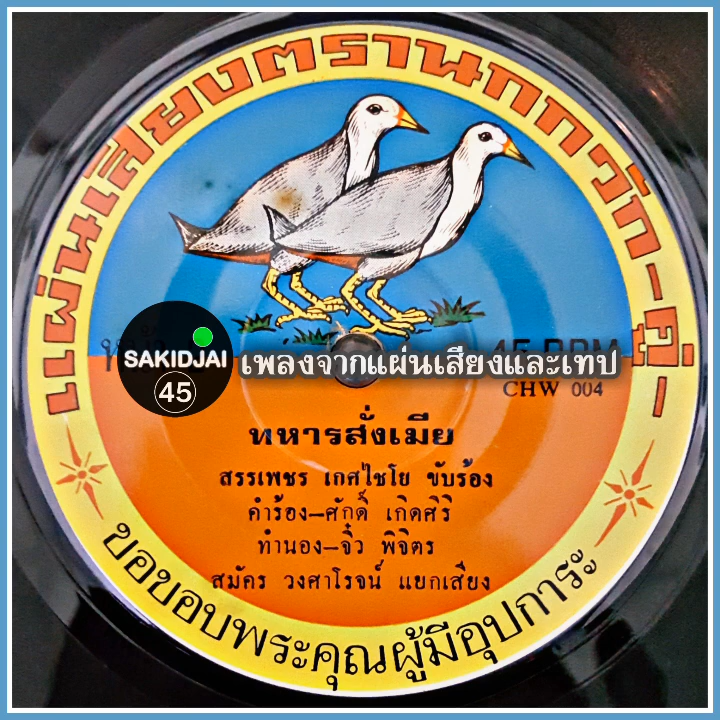 แผ่นเสียงตรานกกวัก-คู่-
SAKIDJAI
45
เพลงจากแผ่นเสียงและเทป
45 RPM
CHW 004
ทหารสั่งเมีย
สรรเพชร เกศไชโย ขับร้อง
คำร้อง-ศักดิ์ เกิดศิริ
ทำนอง-จิ๋ว พิจิตร
สมัคร วงศาโรจน์ แยกเสียง
ขอขอบพระคุณผู้มีอุปการะ